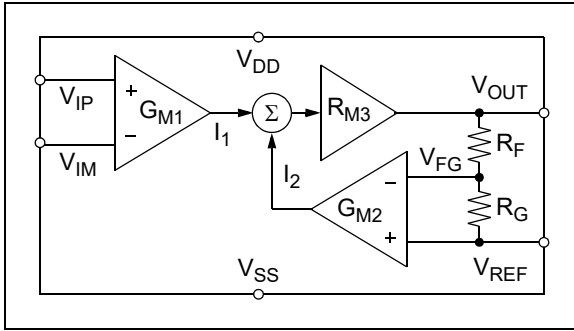 V_DD
V_OUT
V_IP
+
G_M1
−
V_IM
I_1
Σ
R_M3
R_F
V_FG
I_2
−
G_M2
+
R_G
V_SS
V_REF